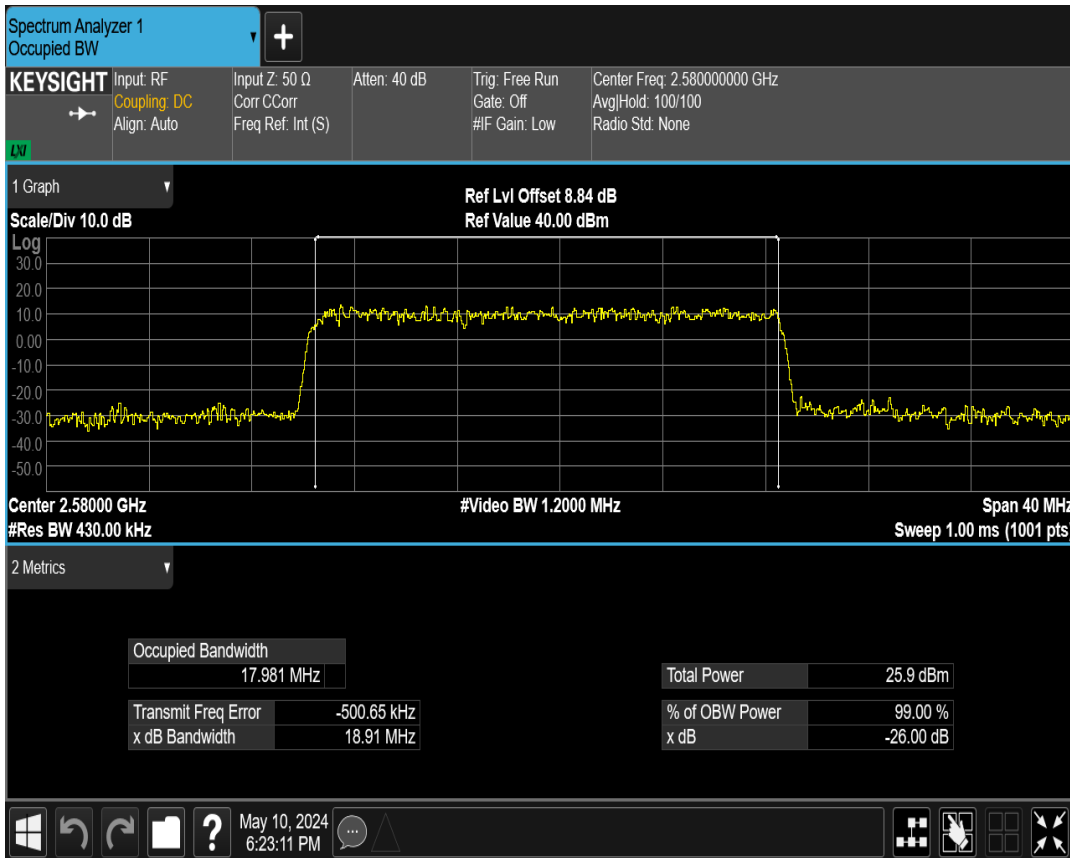 Spectrum Analyzer 1
Occupied BW
+
KEYSIGHT
LXI
Input: RF
Coupling: DC
Align: Auto
Input Z: 50 Ω
Corr CCorr
Freq Ref: Int (S)
Atten: 40 dB
Trig: Free Run
Gate: Off
#IF Gain: Low
Center Freq: 2.580000000 GHz
Avg|Hold: 100/100
Radio Std: None
1 Graph
Scale/Div 10.0 dB
Ref Lvl Offset 8.84 dB
Ref Value 40.00 dBm
Log
30.0
20.0
10.0
0.00
-10.0
-20.0
-30.0
-40.0
-50.0
Center 2.58000 GHz
#Res BW 430.00 kHz
#Video BW 1.2000 MHz
Span 40 MHz
Sweep 1.00 ms (1001 pts)
2 Metrics
Occupied Bandwidth
17.981 MHz
Transmit Freq Error -500.65 kHz
x dB Bandwidth 18.91 MHz
Total Power 25.9 dBm
% of OBW Power 99.00 %
x dB -26.00 dB
?
May 10, 2024
6:23:11 PM